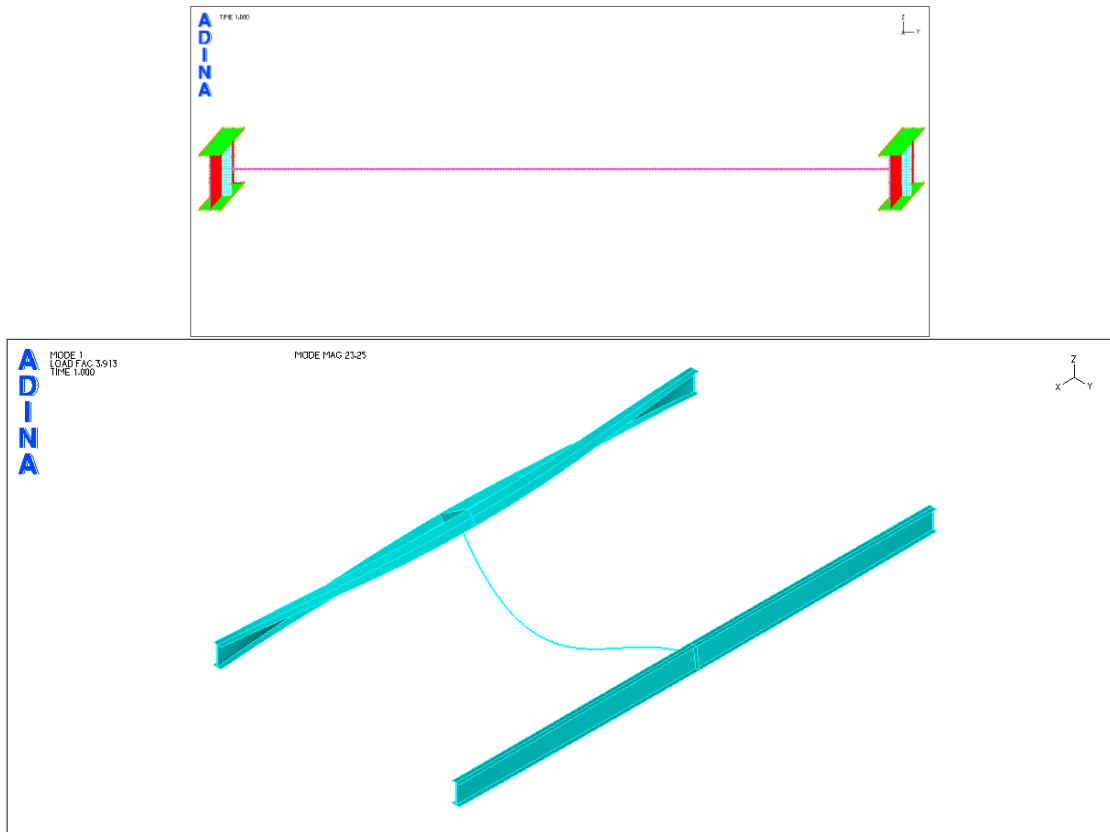 ADINA
TIME 1.000
Z
X Y
ADINA
MODE 1
LOAD FAC 3.913
TIME 1.000
MODE MAG 23.25
Z
X Y